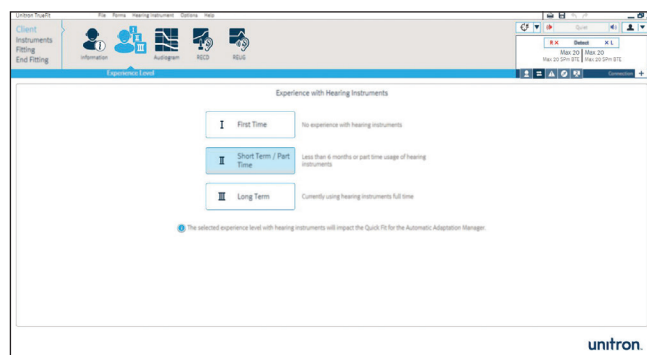 Unitron TrueFit
File Forms Hearing Instrument Options Help
Client
Instruments
Fitting
End Fitting
Information
Audiogram
RECD
REUG
Experience Level
Quiet
R X Detect X L
Max 20 Max 20
Max 20 SPm BTE Max 20 SPm BTE
Connection +
Experience with Hearing Instruments
I First Time No experience with hearing instruments
II Short Term / Part Time Less than 6 months or part time usage of hearing instruments
III Long Term Currently using hearing instruments full time
The selected experience level with hearing instruments will impact the Quick Fit for the Automatic Adaptation Manager.
unitron.